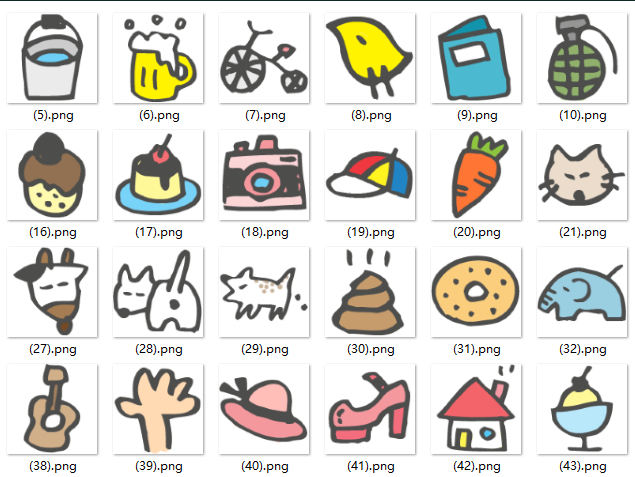 (5).png (6).png (7).png (8).png (9).png (10).png
(16).png (17).png (18).png (19).png (20).png (21).png
(27).png (28).png (29).png (30).png (31).png (32).png
(38).png (39).png (40).png (41).png (42).png (43).png